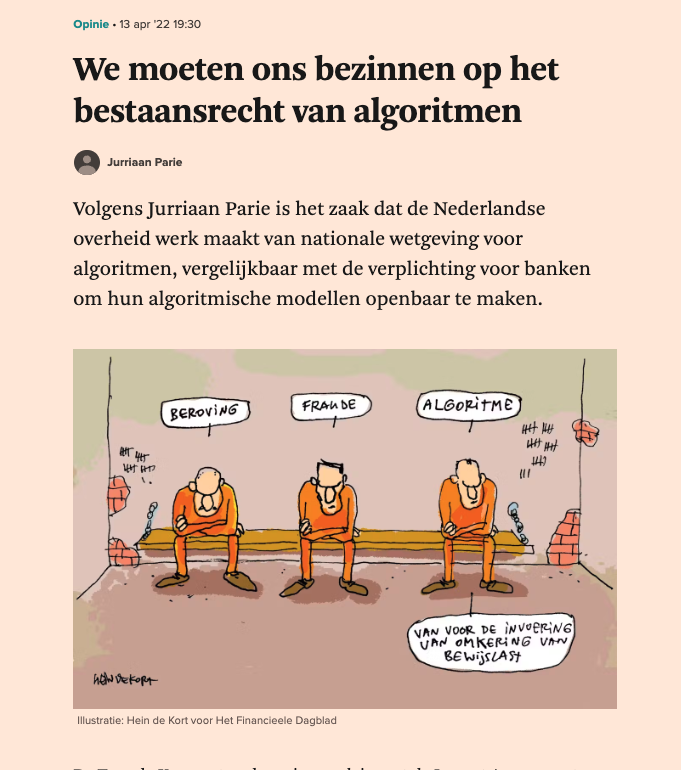 Opinie • 13 apr '22 19:30
We moeten ons bezinnen op het
bestaansrecht van algoritmen
Jurriaan Parie
Volgens Jurriaan Parie is het zaak dat de Nederlandse
overheid werk maakt van nationale wetgeving voor
algoritmen, vergelijkbaar met de verplichting voor banken
om hun algoritmische modellen openbaar te maken.
BEROVING
FRAUDE
ALGORITME
VAN VOOR DE INVOERING
VAN OMKERING VAN
BEWIJSLAST
HEIN DE KORT
Illustratie: Hein de Kort voor Het Financieele Dagblad